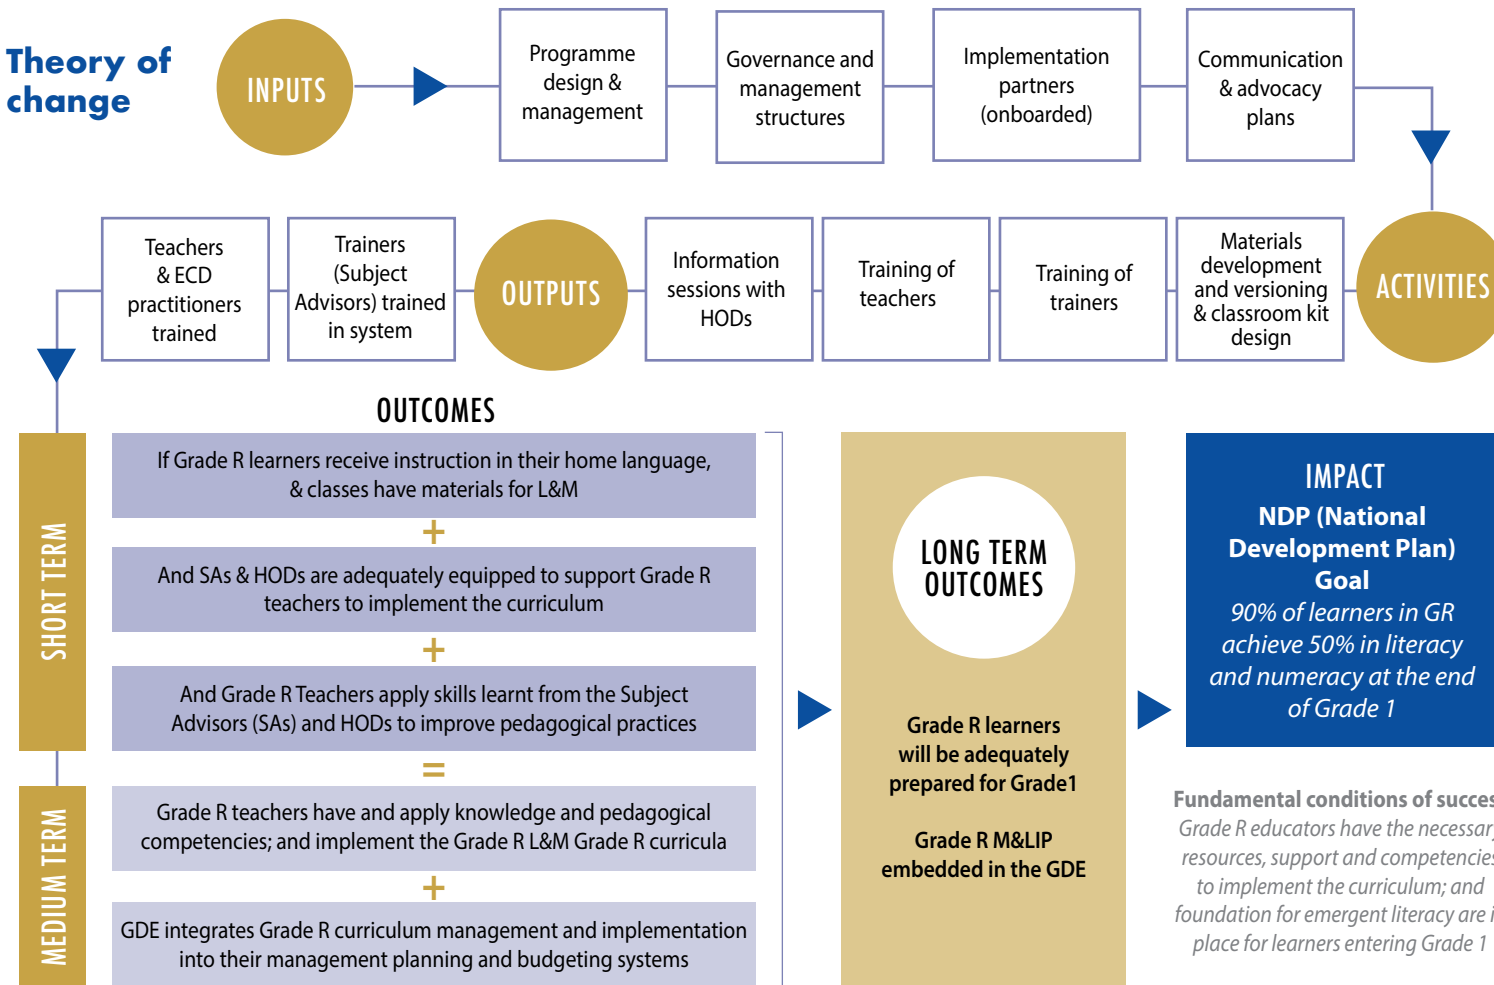 Theory of
change
INPUTS
Programme
design &
management
Governance and
management
structures
Implementation
partners
(onboarded)
Communication
& advocacy
plans
ACTIVITIES
Materials
development
and versioning
& classroom kit
design
Training of
trainers
Training of
teachers
Information
sessions with
HODs
OUTPUTS
Trainers
(Subject
Advisors) trained
in system
Teachers
& ECD
practitioners
trained
OUTCOMES
SHORT TERM
If Grade R learners receive instruction in their home language,
& classes have materials for L&M
+
And SAs & HODs are adequately equipped to support Grade R
teachers to implement the curriculum
+
And Grade R Teachers apply skills learnt from the Subject
Advisors (SAs) and HODs to improve pedagogical practices
=
MEDIUM TERM
Grade R teachers have and apply knowledge and pedagogical
competencies; and implement the Grade R L&M Grade R curricula
+
GDE integrates Grade R curriculum management and implementation
into their management planning and budgeting systems
LONG TERM
OUTCOMES
Grade R learners
will be adequately
prepared for Grade1
Grade R M&LIP
embedded in the GDE
IMPACT
NDP (National
Development Plan)
Goal
90% of learners in GR
achieve 50% in literacy
and numeracy at the end
of Grade 1
Fundamental conditions of succes
Grade R educators have the necessary
resources, support and competencies
to implement the curriculum; and
foundation for emergent literacy are i
place for learners entering Grade 1